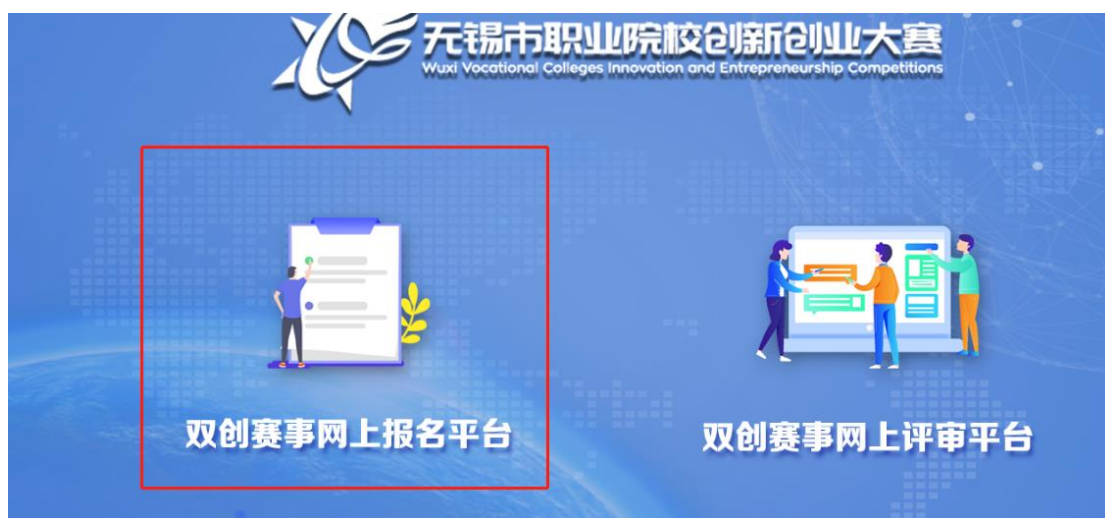 无锡市职业院校创新创业大赛
Wuxi Vocational Colleges Innovation and Entrepreneurship Competitions
双创赛事网上报名平台
双创赛事网上评审平台